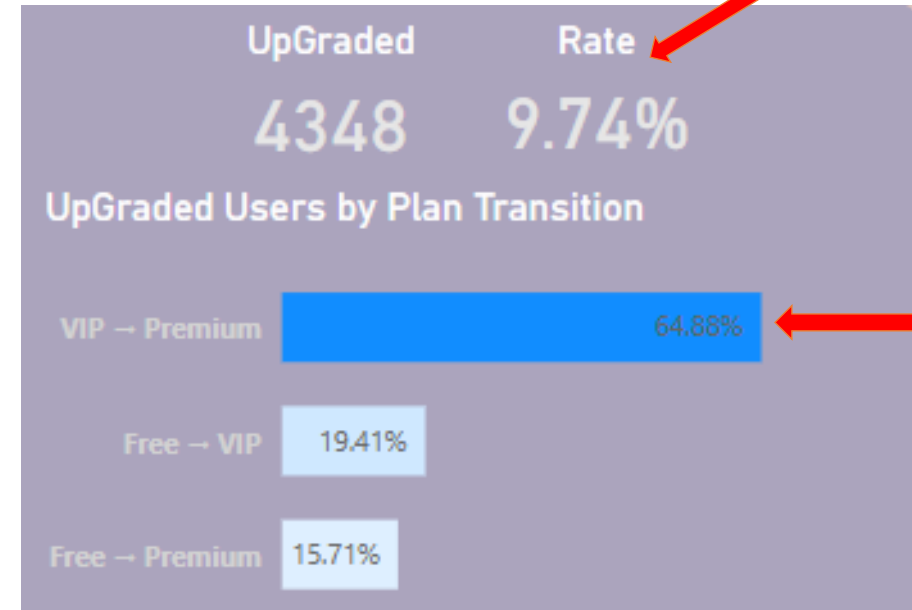 UpGraded Rate
4348 9.74%
UpGraded Users by Plan Transition
VIP → Premium 64.88%
Free → VIP 19.41%
Free → Premium 15.71%